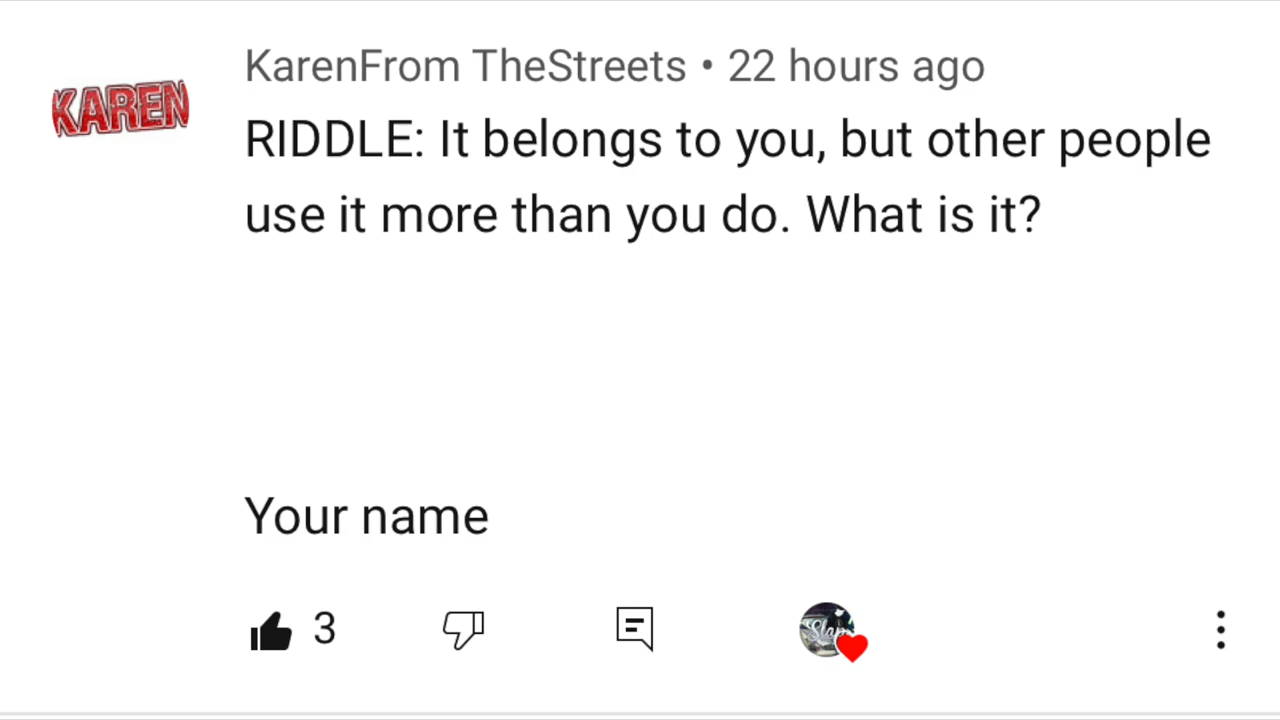 KAREN
KarenFrom TheStreets • 22 hours ago
RIDDLE: It belongs to you, but other people
use it more than you do. What is it?
Your name
3
Slap